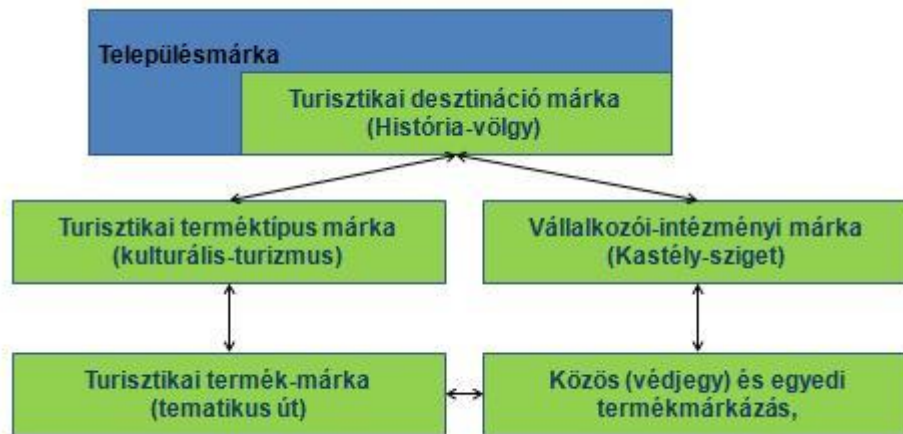 Településmárka
Turisztikai desztináció márka
(História-völgy)
Turisztikai terméktípus márka
(kulturális-turizmus)
Vállalkozói-intézményi márka
(Kastély-sziget)
Turisztikai termék-márka
(tematikus út)
Közös (védjegy) és egyedi
termékmárkázás,